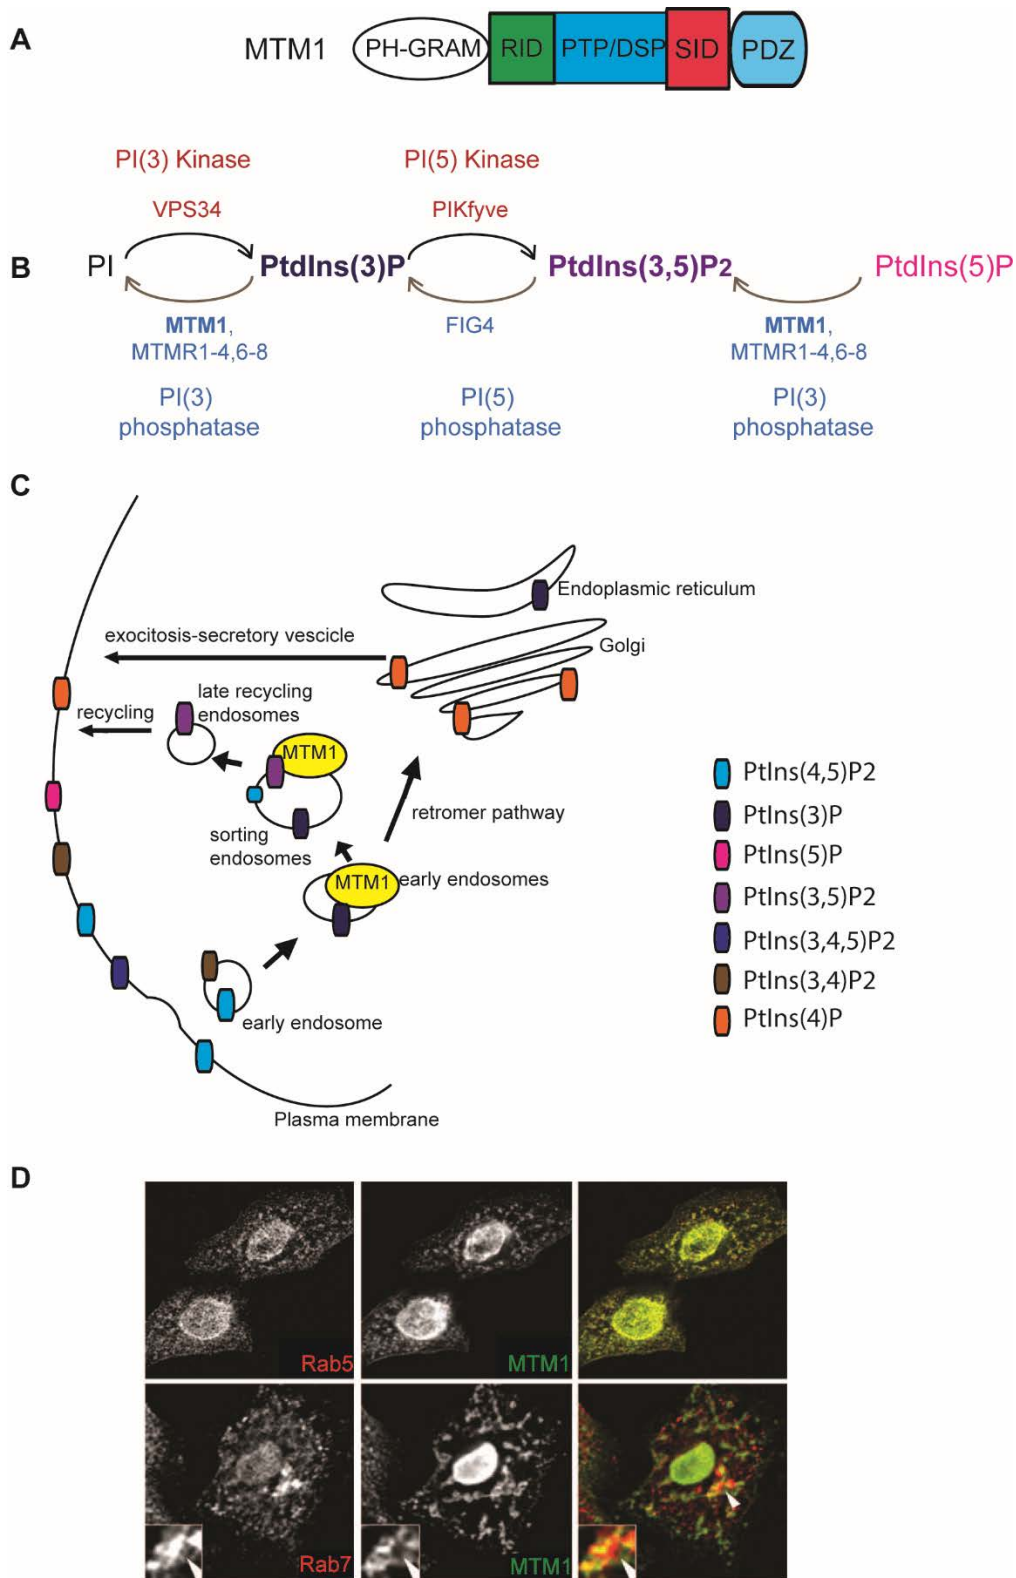 A
MTM1
PH-GRAM
RID
PTP/DSP
SID
PDZ
PI(3) Kinase
PI(5) Kinase
VPS34
PIKfyve
B
PI
PtdIns(3)P
PtdIns(3,5)P2
PtdIns(5)P
MTM1,
MTMR1-4,6-8
FIG4
MTM1,
MTMR1-4,6-8
PI(3)
phosphatase
PI(5)
phosphatase
PI(3)
phosphatase
C
Endoplasmic reticulum
exocitosis-secretory vescicle
Golgi
late recycling
endosomes
recycling
MTM1
sorting
endosomes
retromer pathway
MTM1
early endosomes
early endosome
Plasma membrane
PtIns(4,5)P2
PtIns(3)P
PtIns(5)P
PtIns(3,5)P2
PtIns(3,4,5)P2
PtIns(3,4)P2
PtIns(4)P
D
Rab5
MTM1
Rab7
MTM1